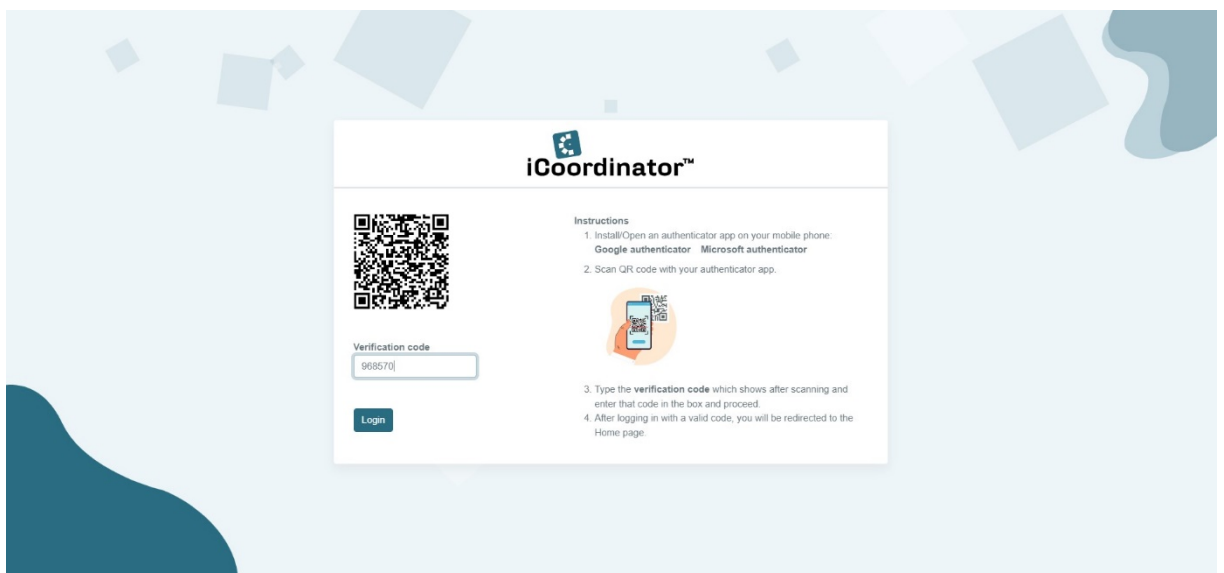 iCoordinator™
Verification code
968570
Login
Instructions
1. Install/Open an authenticator app on your mobile phone:
Google authenticator Microsoft authenticator
2. Scan QR code with your authenticator app.
3. Type the verification code which shows after scanning and
enter that code in the box and proceed.
4. After logging in with a valid code, you will be redirected to the
Home page.